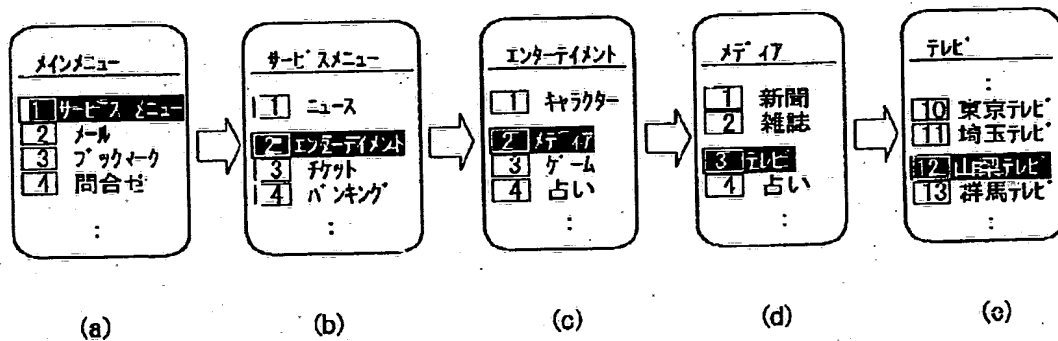 メインメニュー
1 サービスメニュー
2 メール
3 ブックマーク
4 問合せ
:
(a)
サービスメニュー
1 ニュース
2 エンターテイメント
3 チケット
4 バンキング
:
(b)
エンターテイメント
1 キャラクター
2 メディア
3 ゲーム
4 占い
:
(c)
メディア
1 新聞
2 雑誌
3 テレビ
4 占い
:
(d)
テレビ
:
10 東京テレビ
11 埼玉テレビ
12 山梨テレビ
13 群馬テレビ
:
(e)